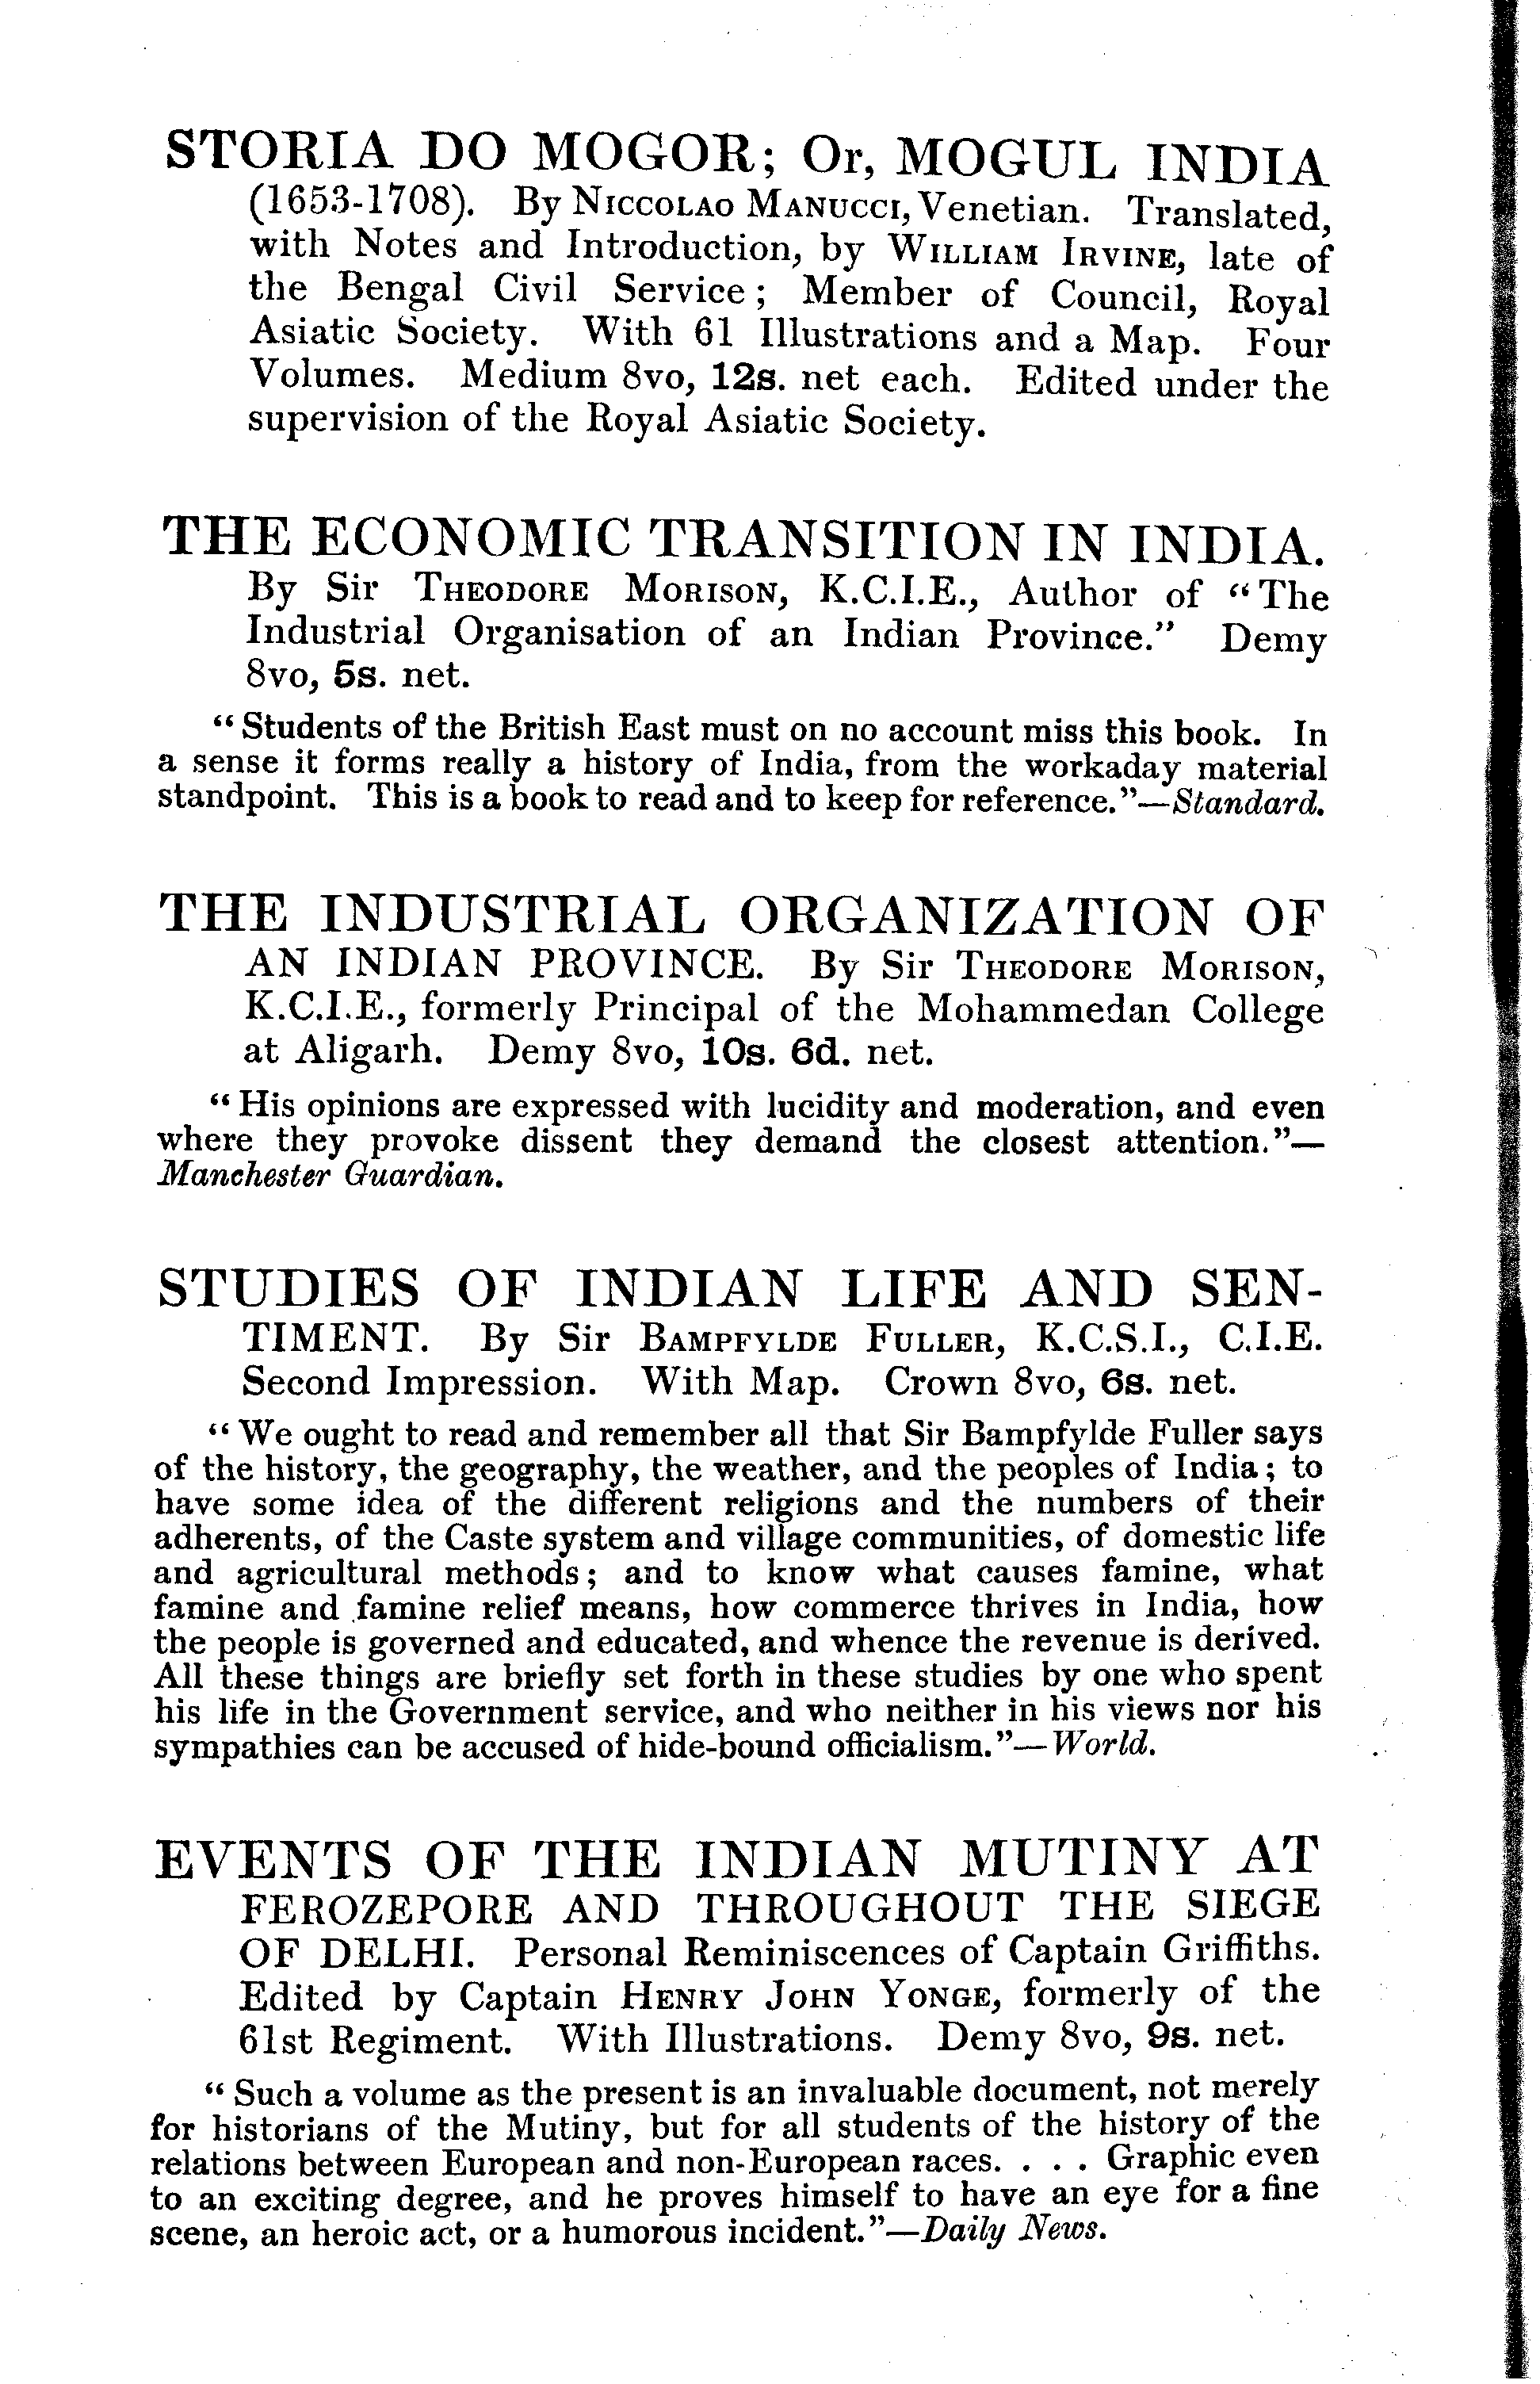 STORIA DO MOGOR; Or, MOGUL INDIA
(1653-1708). By NICCOLAO MANUCCI, Venetian. Translated,
with Notes and Introduction, by WILLIAM IRVINE, late of
the Bengal Civil Service; Member of Council, Royal
Asiatic Society. With 61 Illustrations and a Map. Four
Volumes. Medium 8vo, 12s. net each. Edited under the
supervision of the Royal Asiatic Society.
THE ECONOMIC TRANSITION IN INDIA.
By Sir THEODORE MORISON, K.C.I.E., Author of "The
Industrial Organisation of an Indian Province." Demy
8vo, 5s. net.
"Students of the British East must on no account miss this book. In
a sense it forms really a history of India, from the workaday material
standpoint. This is a book to read and to keep for reference."—Standard.
THE INDUSTRIAL ORGANIZATION OF
AN INDIAN PROVINCE. By Sir THEODORE MORISON,
K.C.I.E., formerly Principal of the Mohammedan College
at Aligarh. Demy 8vo, 10s. 6d. net.
"His opinions are expressed with lucidity and moderation, and even
where they provoke dissent they demand the closest attention."—
Manchester Guardian.
STUDIES OF INDIAN LIFE AND SEN-
TIMENT. By Sir BAMPFYLDE FULLER, K.C.S.I., C.I.E.
Second Impression. With Map. Crown 8vo, 6s. net.
"We ought to read and remember all that Sir Bampfylde Fuller says
of the history, the geography, the weather, and the peoples of India; to
have some idea of the different religions and the numbers of their
adherents, of the Caste system and village communities, of domestic life
and agricultural methods; and to know what causes famine, what
famine and famine relief means, how commerce thrives in India, how
the people is governed and educated, and whence the revenue is derived.
All these things are briefly set forth in these studies by one who spent
his life in the Government service, and who neither in his views nor his
sympathies can be accused of hide-bound officialism."—World.
EVENTS OF THE INDIAN MUTINY AT
FEROZEPORE AND THROUGHOUT THE SIEGE
OF DELHI. Personal Reminiscences of Captain Griffiths.
Edited by Captain HENRY JOHN YONGE, formerly of the
61st Regiment. With Illustrations. Demy 8vo, 9s. net.
"Such a volume as the present is an invaluable document, not merely
for historians of the Mutiny, but for all students of the history of the
relations between European and non-European races. . . . Graphic even
to an exciting degree, and he proves himself to have an eye for a fine
scene, an heroic act, or a humorous incident."—Daily News.